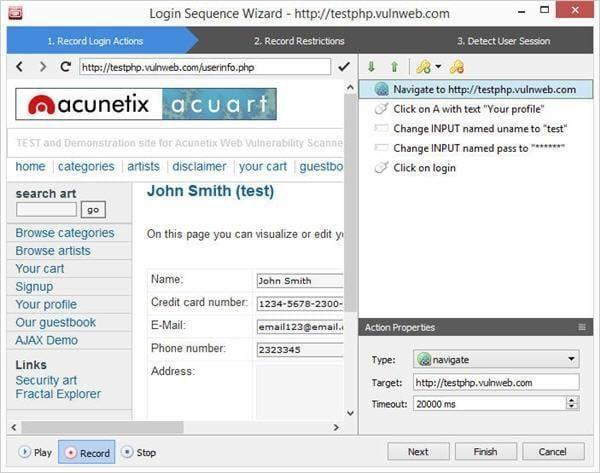 Login Sequence Wizard - http://testphp.vulnweb.com
1. Record Login Actions
2. Record Restrictions
3. Detect User Session
http://testphp.vulnweb.com/userinfo.php
acunetix acuart
TEST and Demonstration site for Acunetix Web Vulnerability Scanne
home categories artists disclaimer your cart guestbo
search art
go
Browse categories
Browse artists
Your cart
Signup
Your profile
Our guestbook
AJAX Demo
Links
Security art
Fractal Explorer
John Smith (test)
On this page you can visualize or edit yo
Name: John Smith
Credit card number: 1234-5678-2300-
E-Mail: email123@email.
Phone number: 2323345
Address:
Navigate to http://testphp.vulnweb.com
Click on A with text "Your profile"
Change INPUT named uname to "test"
Change INPUT named pass to "******"
Click on login
Action Properties
Type: navigate
Target: http://testphp.vulnweb.com
Timeout: 20000 ms
Play Record Stop
Next Finish Cancel